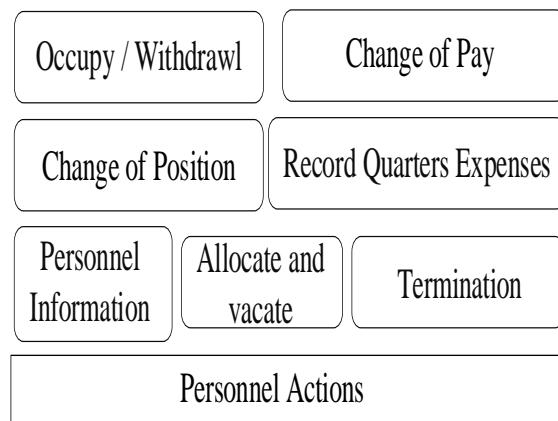 Occupy / Withdrawl
Change of Pay
Change of Position
Record Quarters Expenses
Personnel
Information
Allocate and
vacate
Termination
Personnel Actions